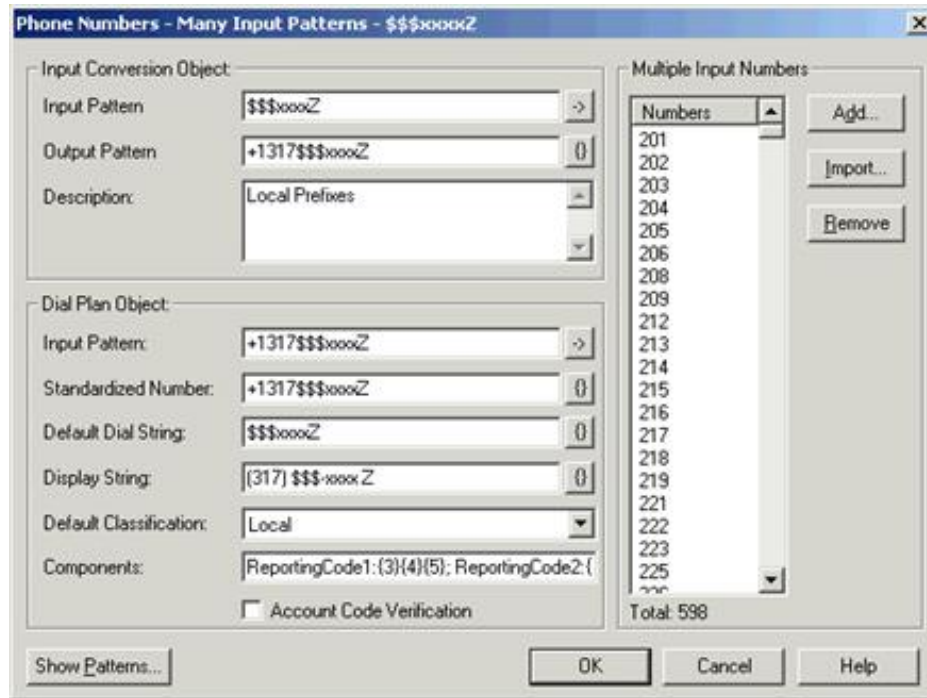 Phone Numbers - Many Input Patterns - $$$xxxxZ
Input Conversion Object:
Input Pattern
$$$xxxxZ
->
Output Pattern
+1317$$$xxxxZ
{}
Description:
Local Prefixes
Dial Plan Object:
Input Pattern:
+1317$$$xxxxZ
->
Standardized Number:
+1317$$$xxxxZ
{}
Default Dial String:
$$$xxxxZ
{}
Display String:
(317) $$$-xxxx Z
{}
Default Classification:
Local
Components:
ReportingCode1:{3}{4}{5}; ReportingCode2:{
Account Code Verification
Multiple Input Numbers
Numbers
201
202
203
204
205
206
208
209
212
213
214
215
216
217
218
219
221
222
223
225
Total: 598
Add...
Import...
Remove
Show Patterns...
OK
Cancel
Help